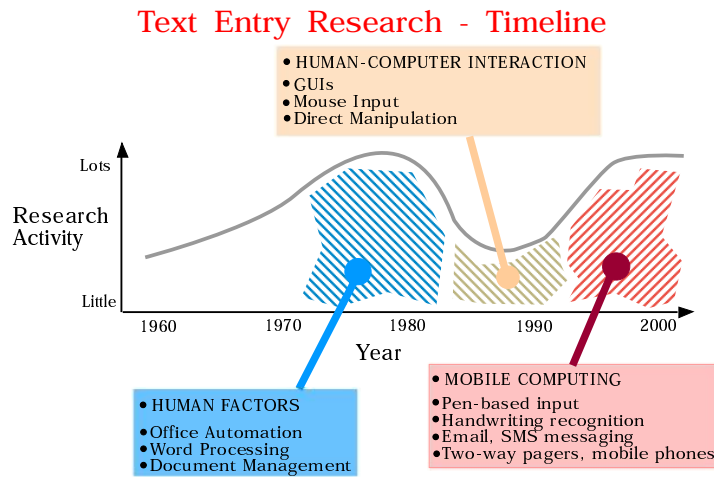 Text Entry Research - Timeline
• HUMAN-COMPUTER INTERACTION
• GUIs
• Mouse Input
• Direct Manipulation
Lots
Research
Activity
Little
1960 1970 1980 1990 2000
Year
• HUMAN FACTORS
• Office Automation
• Word Processing
• Document Management
• MOBILE COMPUTING
• Pen-based input
• Handwriting recognition
• Email, SMS messaging
• Two-way pagers, mobile phones